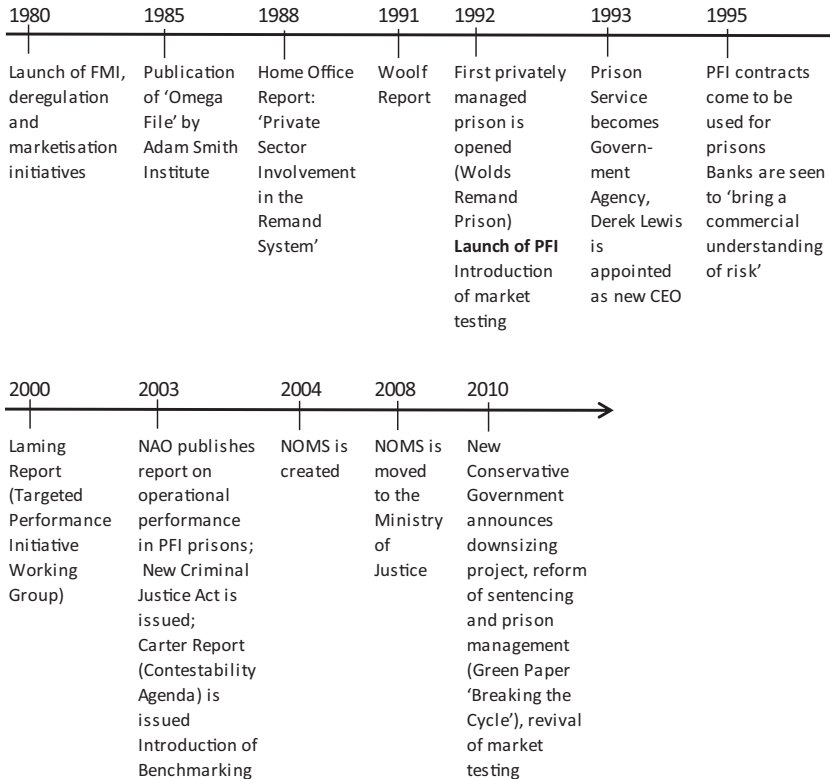 1980
Launch of FMI,
deregulation
and
marketisation
initiatives
1985
Publication
of ‘Omega
File’ by
Adam Smith
Institute
1988
Home Office
Report:
‘Private
Sector
Involvement
in the
Remand
System’
1991
Woolf
Report
1992
First privately
managed
prison is
opened
(Wolds
Remand
Prison)
Launch of PFI
Introduction
of market
testing
1993
Prison
Service
becomes
Govern-
ment
Agency,
Derek Lewis
is
appointed
as new CEO
1995
PFI contracts
come to be
used for
prisons
Banks are seen
to ‘bring a
commercial
understanding
of risk’
2000
Laming
Report
(Targeted
Performance
Initiative
Working
Group)
2003
NAO publishes
report on
operational
performance
in PFI prisons;
New Criminal
Justice Act is
issued;
Carter Report
(Contestability
Agenda) is
issued
Introduction of
Benchmarking
2004
NOMS is
created
2008
NOMS is
moved
to the
Ministry
of
Justice
2010
New
Conservative
Government
announces
downsizing
project, reform
of sentencing
and prison
management
(Green Paper
‘Breaking the
Cycle’), revival
of market
testing